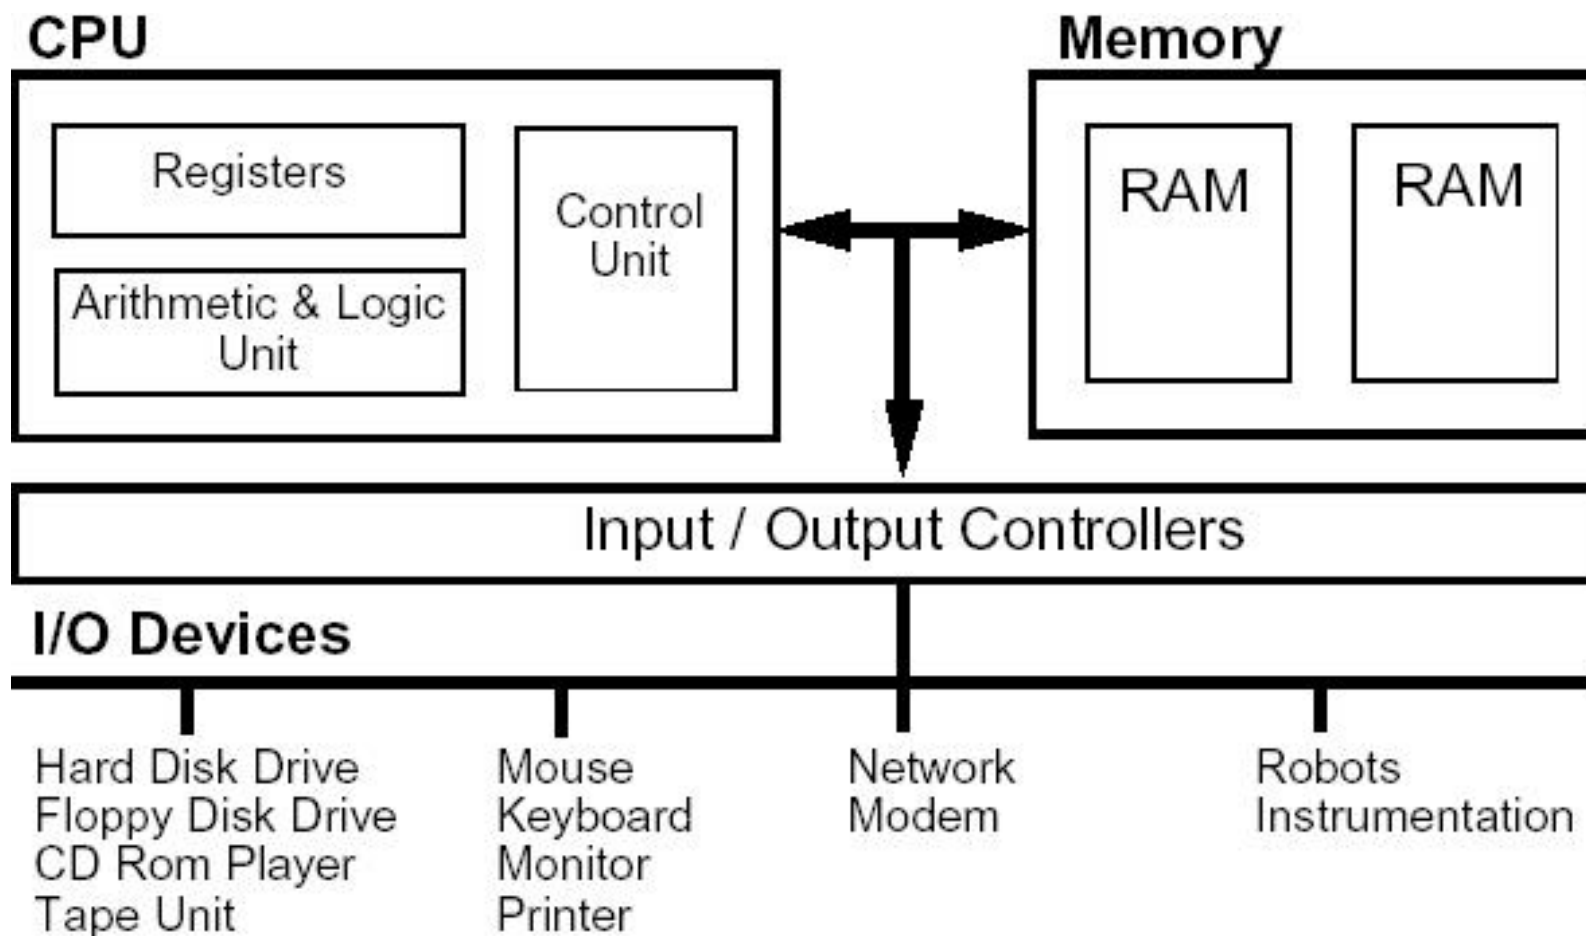 CPU
Memory
Registers
Arithmetic & Logic
Unit
Control
Unit
RAM
RAM
Input / Output Controllers
I/O Devices
Hard Disk Drive
Floppy Disk Drive
CD Rom Player
Tape Unit
Mouse
Keyboard
Monitor
Printer
Network
Modem
Robots
Instrumentation